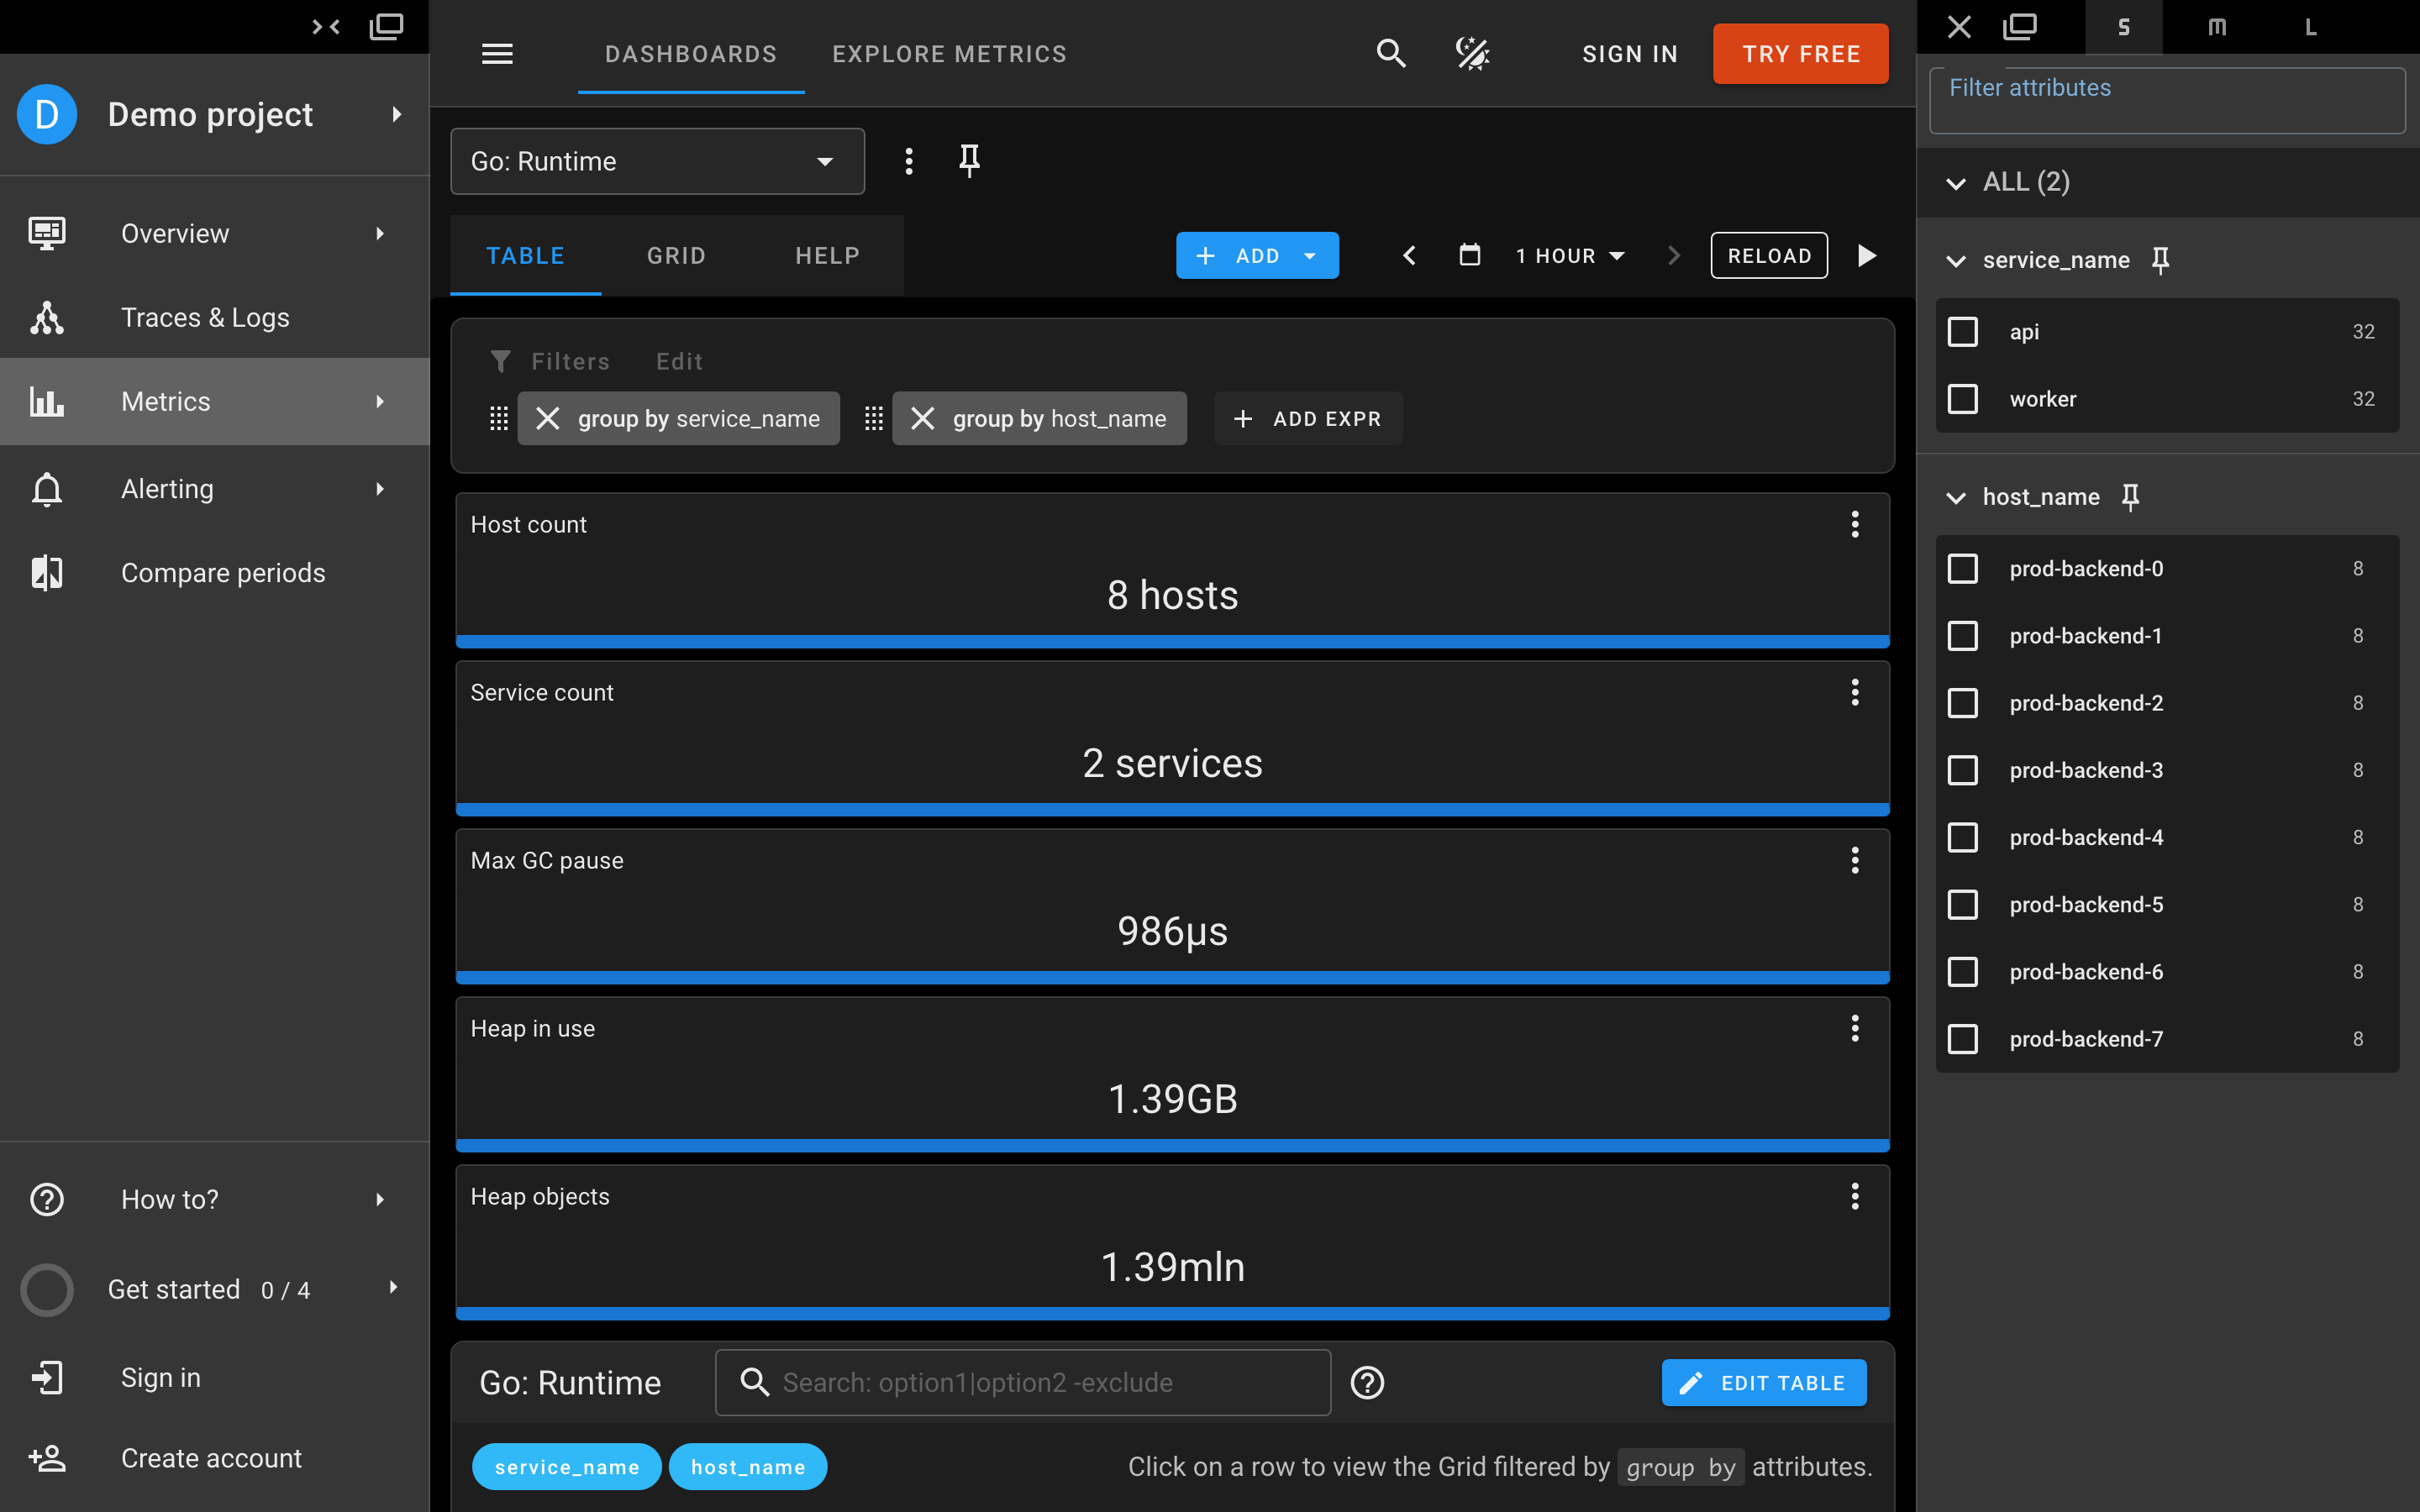 D Demo project
Overview
Traces & Logs
Metrics
Alerting
Compare periods
How to?
Get started 0 / 4
Sign in
Create account
DASHBOARDS EXPLORE METRICS SIGN IN TRY FREE
Go: Runtime
TABLE GRID HELP ADD 1 HOUR RELOAD
Filters Edit
group by service_name group by host_name ADD EXPR
Host count
8 hosts
Service count
2 services
Max GC pause
986µs
Heap in use
1.39GB
Heap objects
1.39mln
Go: Runtime Search: option1|option2 -exclude EDIT TABLE
service_name host_name Click on a row to view the Grid filtered by group by attributes.
S M L
Filter attributes
ALL (2)
service_name
api 32
worker 32
host_name
prod-backend-0 8
prod-backend-1 8
prod-backend-2 8
prod-backend-3 8
prod-backend-4 8
prod-backend-5 8
prod-backend-6 8
prod-backend-7 8